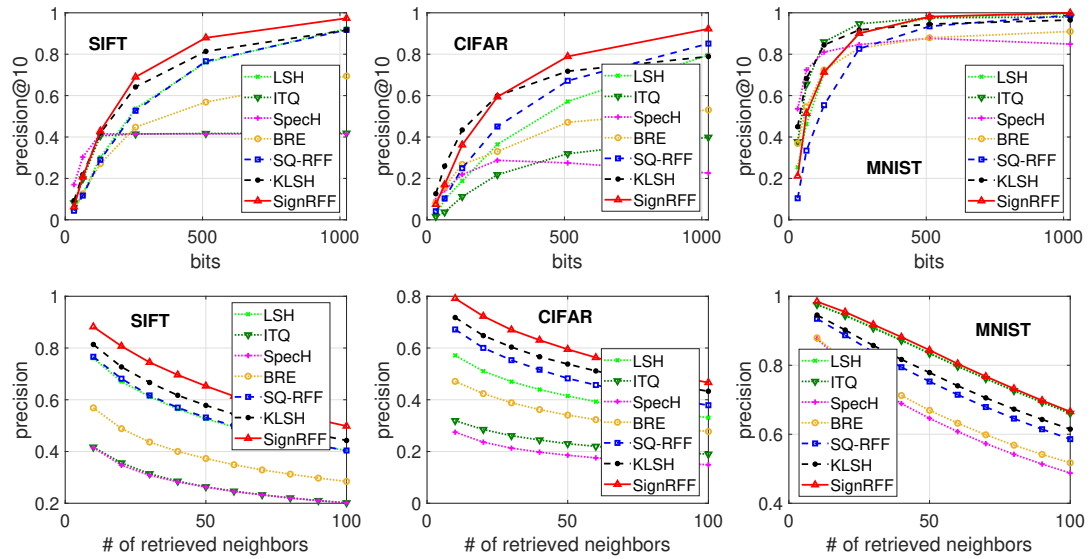 precision@10
1
0.8
0.6
0.4
0.2
0
0
500
1000
bits
SIFT
LSH
ITQ
SpecH
BRE
SQ-RFF
KLSH
SignRFF
precision@10
1
0.8
0.6
0.4
0.2
0
0
500
1000
bits
CIFAR
LSH
ITQ
SpecH
BRE
SQ-RFF
KLSH
SignRFF
precision@10
1
0.8
0.6
0.4
0.2
0
0
500
1000
bits
MNIST
LSH
ITQ
SpecH
BRE
SQ-RFF
KLSH
SignRFF
precision
1
0.8
0.6
0.4
0.2
0
50
100
# of retrieved neighbors
SIFT
LSH
ITQ
SpecH
BRE
SQ-RFF
KLSH
SignRFF
precision
0.8
0.6
0.4
0.2
0
0
50
100
# of retrieved neighbors
CIFAR
LSH
ITQ
SpecH
BRE
SQ-RFF
KLSH
SignRFF
precision
1
0.8
0.6
0.4
0
50
100
# of retrieved neighbors
MNIST
LSH
ITQ
SpecH
BRE
SQ-RFF
KLSH
SignRFF